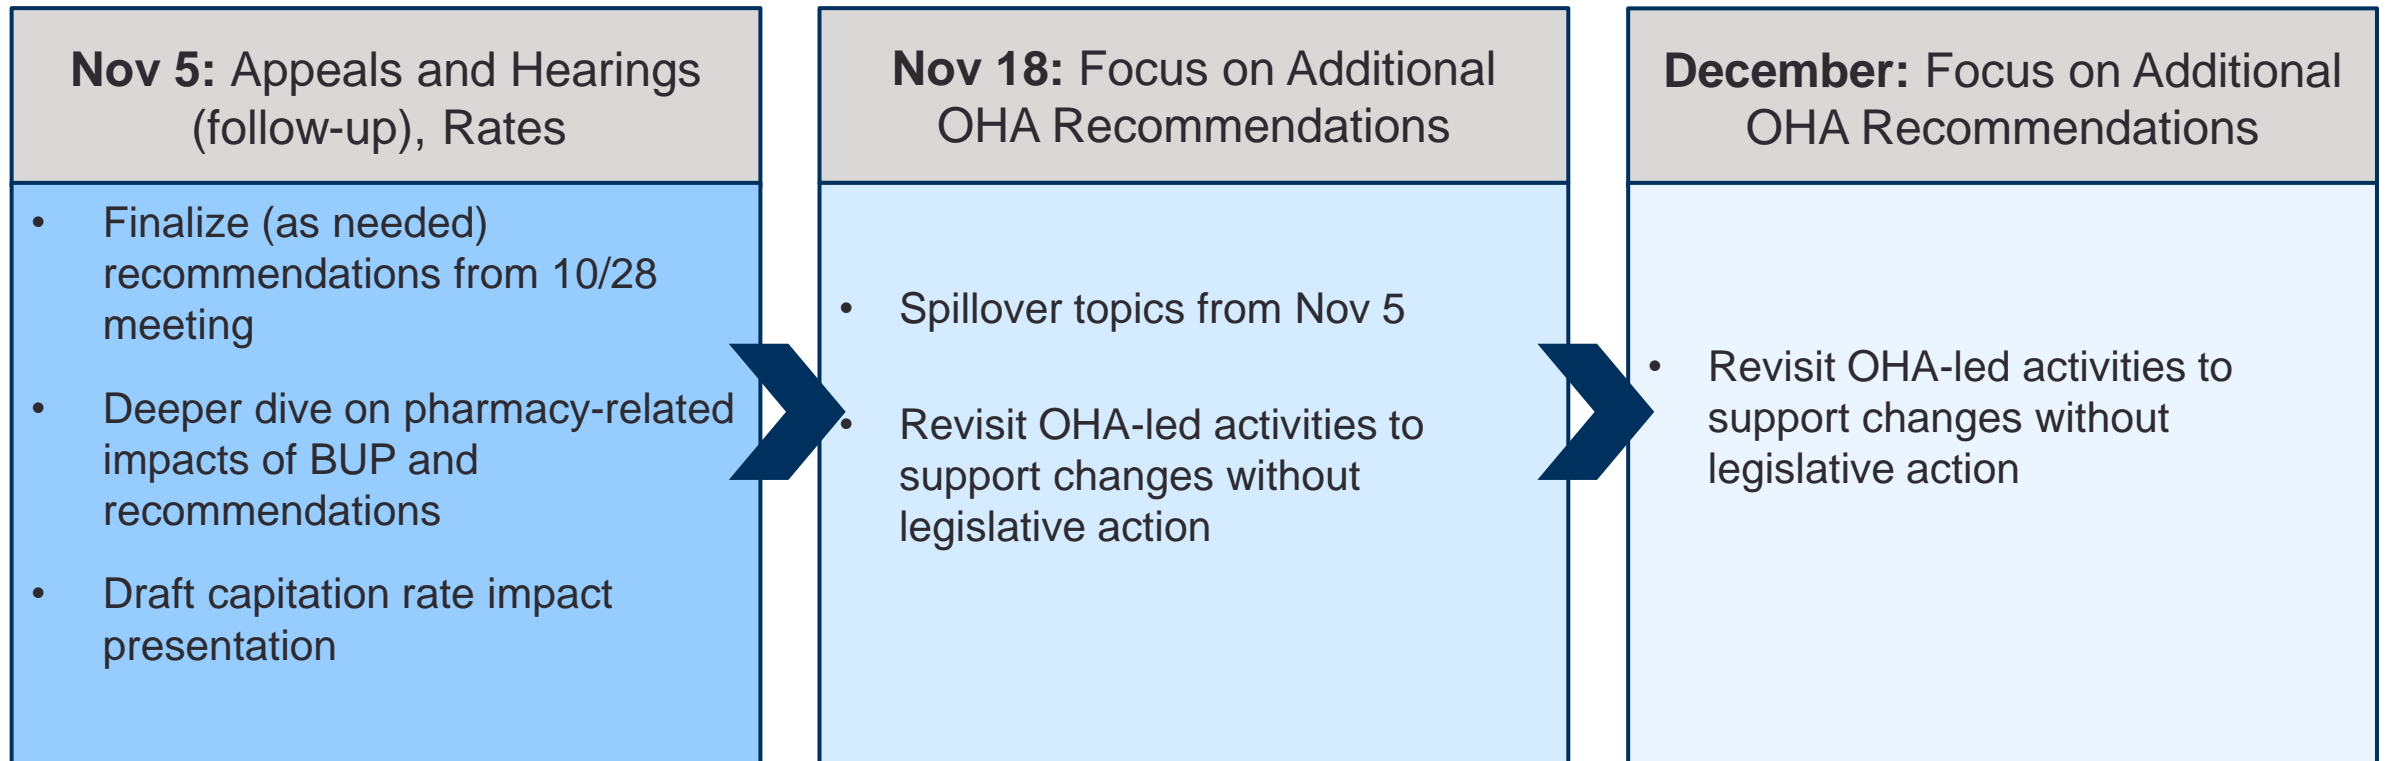 Nov 5: Appeals and Hearings
(follow-up), Rates
• Finalize (as needed)
recommendations from 10/28
meeting
• Deeper dive on pharmacy-related
impacts of BUP and
recommendations
• Draft capitation rate impact
presentation
Nov 18: Focus on Additional
OHA Recommendations
• Spillover topics from Nov 5
• Revisit OHA-led activities to
support changes without
legislative action
December: Focus on Additional
OHA Recommendations
• Revisit OHA-led activities to
support changes without
legislative action